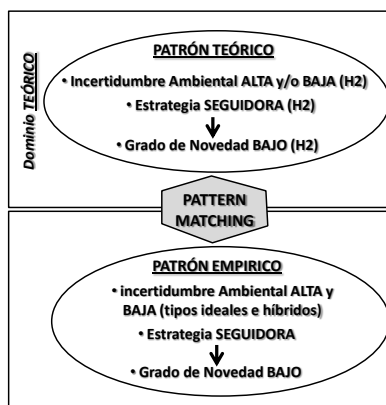 PATRÓN TEÓRICO
• Incertidumbre Ambiental ALTA y/o BAJA (H2)
• Estrategia SEGUIDORA (H2)
• Grado de Novedad BAJO (H2)
Dominio TEÓRICO
PATTERN
MATCHING
PATRÓN EMPIRICO
• incertidumbre Ambiental ALTA y
BAJA (tipos ideales e híbridos)
• Estrategia SEGUIDORA
• Grado de Novedad BAJO